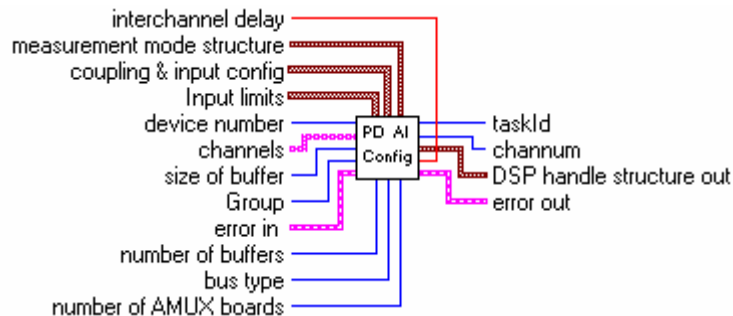 interchannel delay
measurement mode structure
coupling & input config
Input limits
device number
channels
size of buffer
Group
error in
number of buffers
bus type
number of AMUX boards
PD AI
Config
taskId
channum
DSP handle structure out
error out